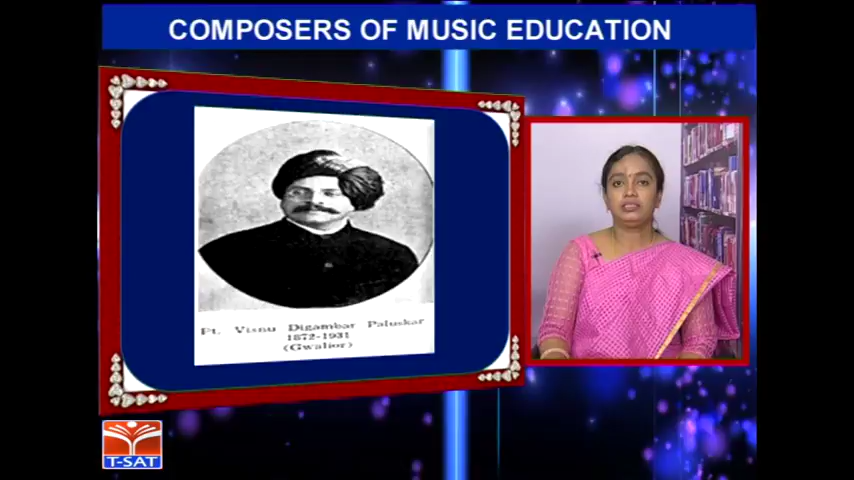 COMPOSERS OF MUSIC EDUCATION
Pt. Visnu Digambar Paluskar
1872-1931
(Gwalior)
T-SAT